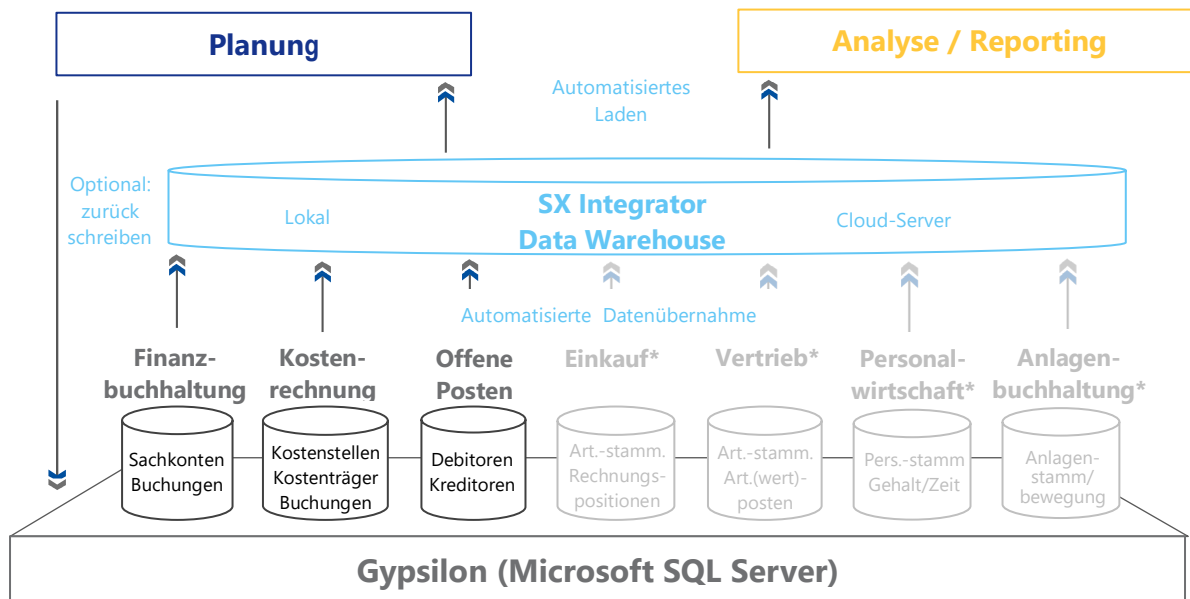 Planung
Analyse / Reporting
Automatisiertes
Laden
Optional:
zurück
schreiben
SX Integrator
Data Warehouse
Lokal
Cloud-Server
Automatisierte Datenübernahme
Finanz-
buchhaltung
Kosten-
rechnung
Offene
Posten
Einkauf*
Vertrieb*
Personal-
wirtschaft*
Anlagen-
buchhaltung*
Sachkonten
Buchungen
Kostenstellen
Kostenträger
Buchungen
Debitoren
Kreditoren
Art.-stamm.
Rechnungs-
positionen
Art.-stamm.
Art.(wert)-
posten
Pers.-stamm
Gehalt/Zeit
Anlagen-
stamm/
bewegung
Gypsilon (Microsoft SQL Server)